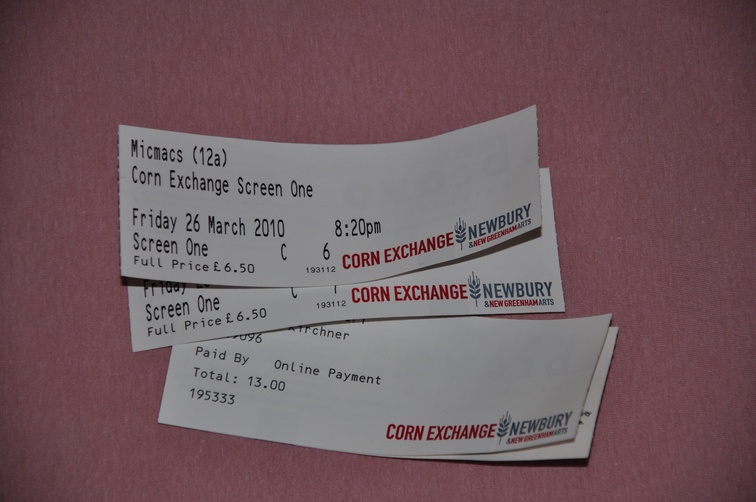 Micmacs (12a)
Corn Exchange Screen One
Friday 26 March 2010 8:20pm
Screen One C 6
Full Price £6.50 193112 CORN EXCHANGE NEWBURY
& NEW GREENHAM ARTS
Friday
Screen One
Full Price £6.50 193112 CORN EXCHANGE NEWBURY
& NEW GREENHAM ARTS
Kirchner
Paid By Online Payment
Total: 13.00
195333
CORN EXCHANGE NEWBURY
& NEW GREENHAM ARTS